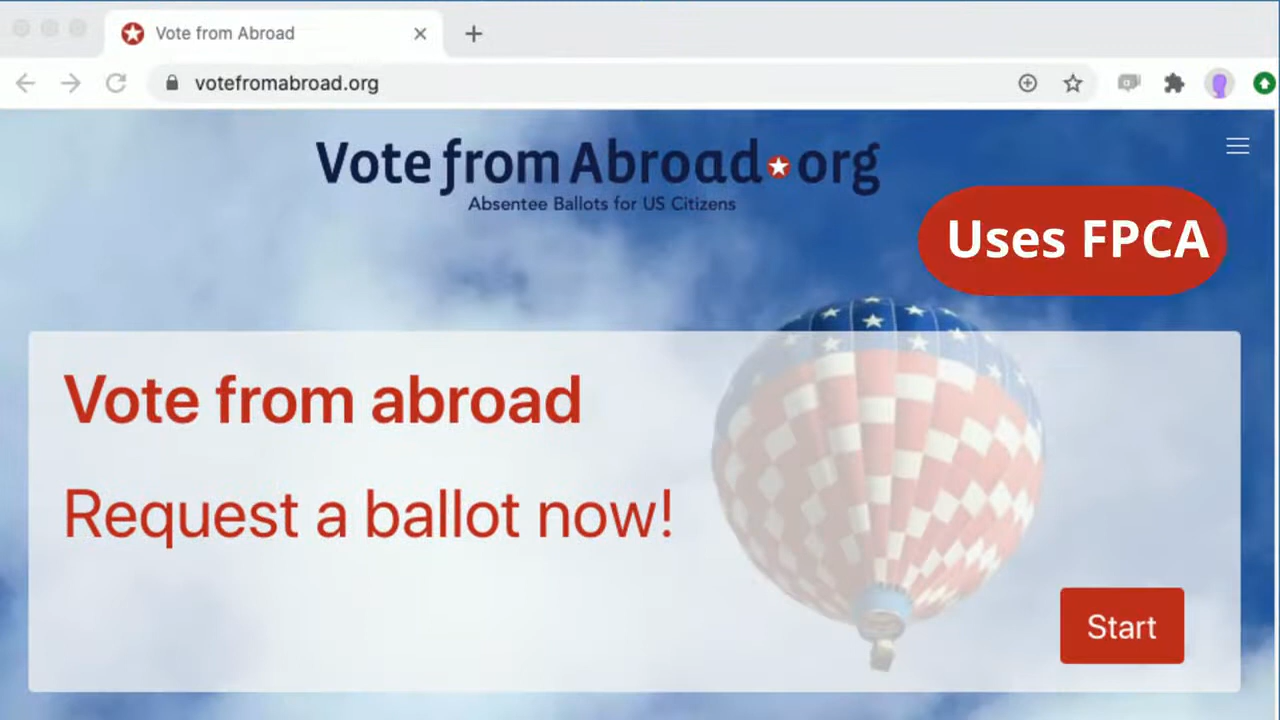 Vote from Abroad
votefromabroad.org
Vote from Abroad.org
Absentee Ballots for US Citizens
Uses FPCA
Vote from abroad
Request a ballot now!
Start